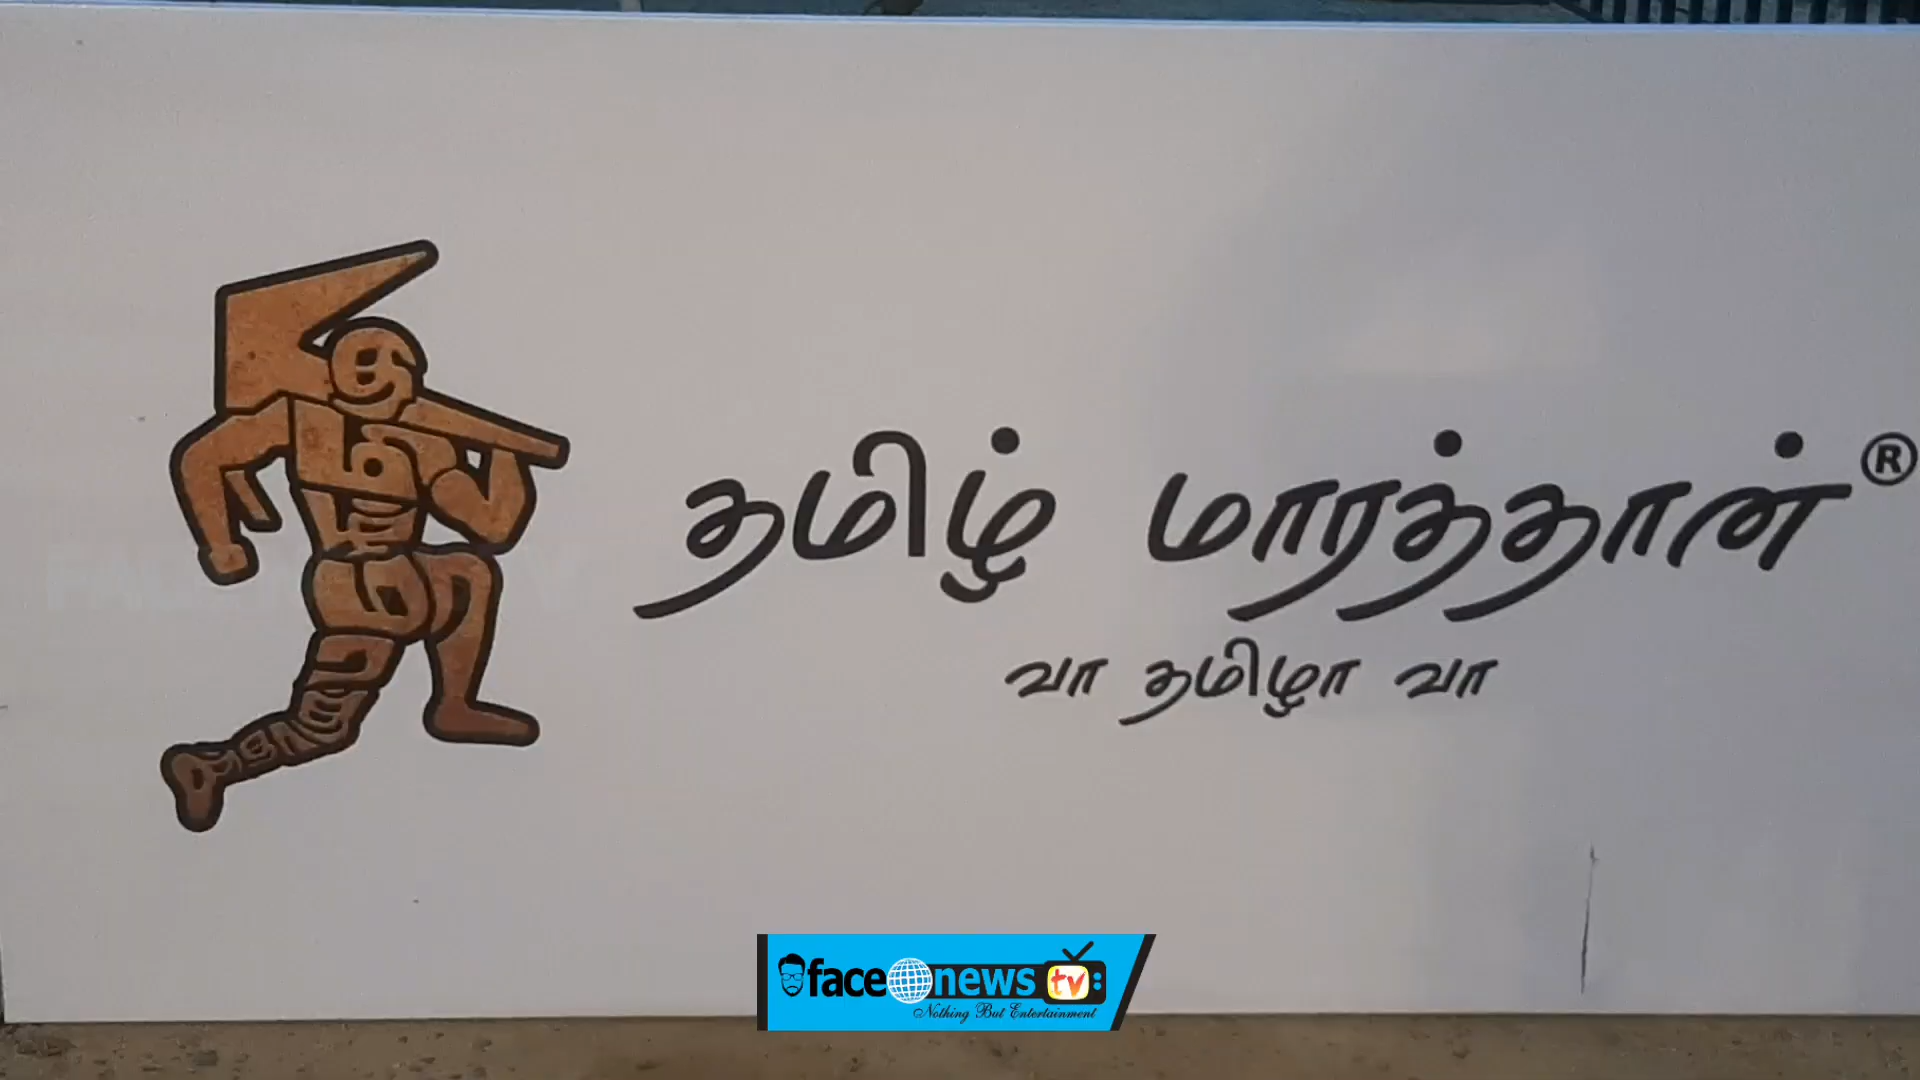 தமிழ் மாரத்தான்®
வா தமிழா வா
face news tv
Nothing But Entertainment